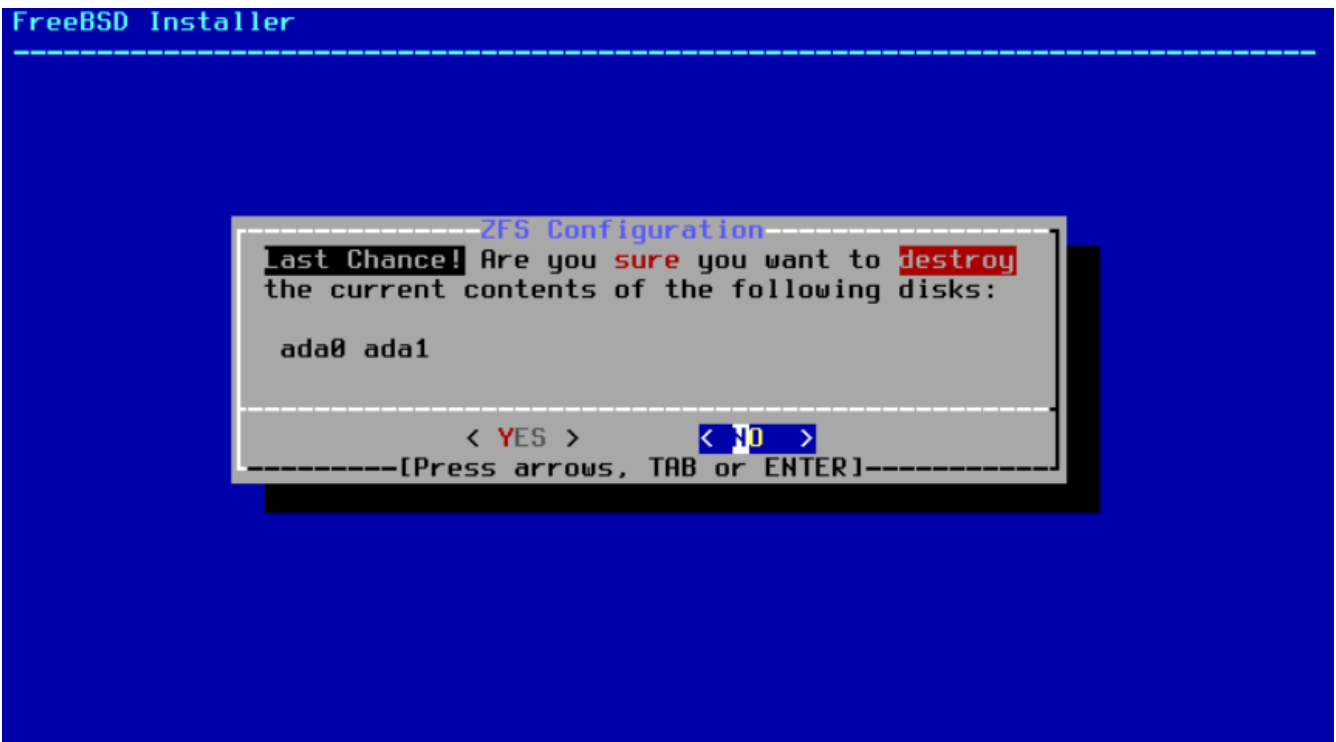 FreeBSD Installer
ZFS Configuration
Last Chance! Are you sure you want to destroy
the current contents of the following disks:
ada0 ada1
< YES > < NO >
[Press arrows, TAB or ENTER]